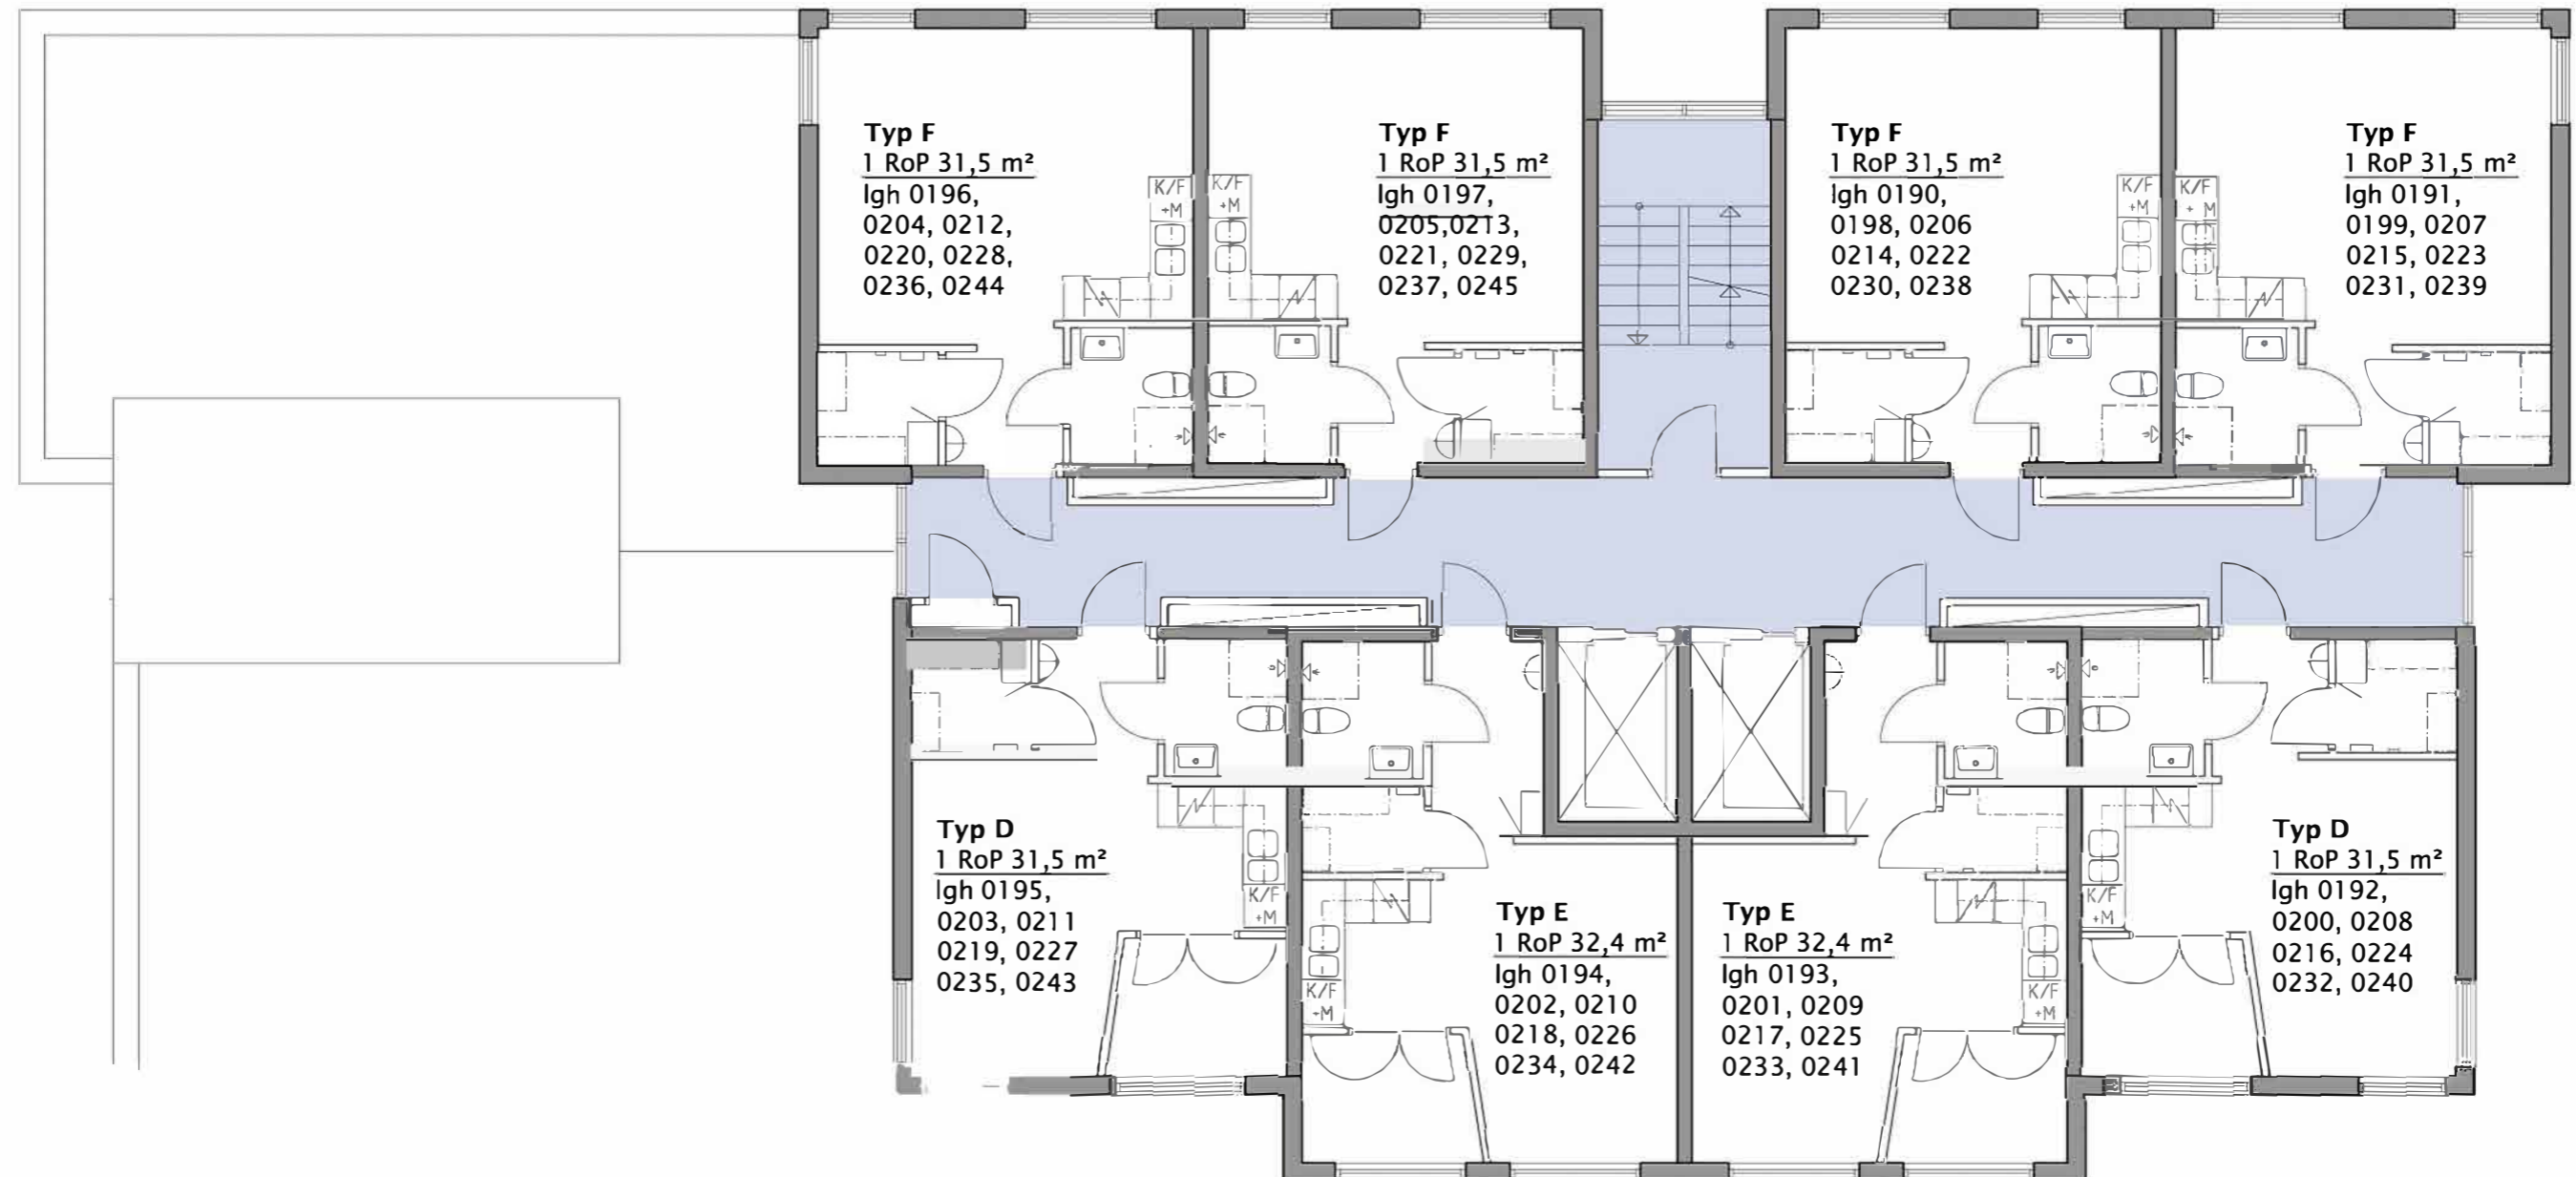 Typ F
1 RoP 31,5 m²
lgh 0196,
0204, 0212,
0220, 0228,
0236, 0244
K/F
+M
K/F
+M
Typ F
1 RoP 31,5 m²
lgh 0197,
0205,0213,
0221, 0229,
0237, 0245
Typ F
1 RoP 31,5 m²
lgh 0190,
0198, 0206
0214, 0222
0230, 0238
K/F
+M
K/F
+ M
Typ F
1 RoP 31,5 m²
lgh 0191,
0199, 0207
0215, 0223
0231, 0239
Typ D
1 RoP 31,5 m²
lgh 0195,
0203, 0211
0219, 0227
0235, 0243
K/F
+M
K/F
+M
Typ E
1 RoP 32,4 m²
lgh 0194,
0202, 0210
0218, 0226
0234, 0242
Typ E
1 RoP 32,4 m²
lgh 0193,
0201, 0209
0217, 0225
0233, 0241
K/F
+M
K/F
+M
Typ D
1 RoP 31,5 m²
lgh 0192,
0200, 0208
0216, 0224
0232, 0240